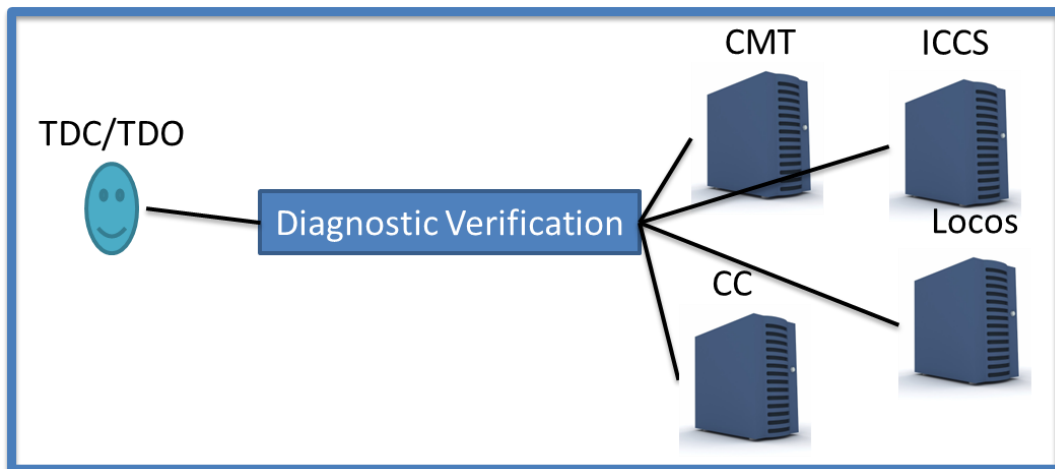 CMT
ICCS
TDC/TDO
Diagnostic Verification
Locos
CC